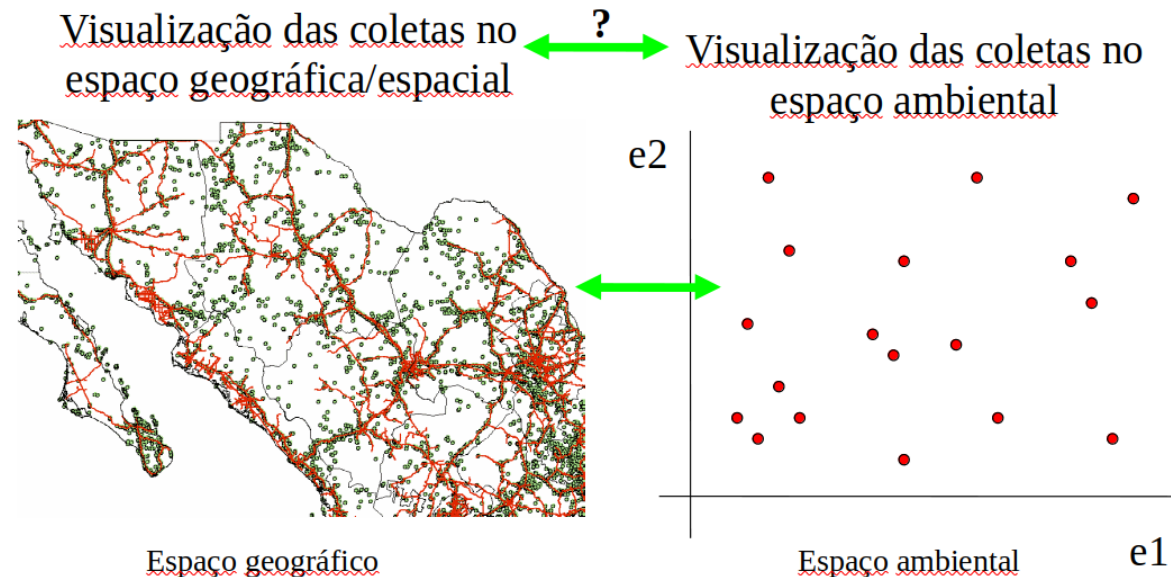 Visualização das coletas no
espaço geográfica/espacial
?
Visualização das coletas no
espaço ambiental
e2
e1
Espaço geográfico
Espaço ambiental